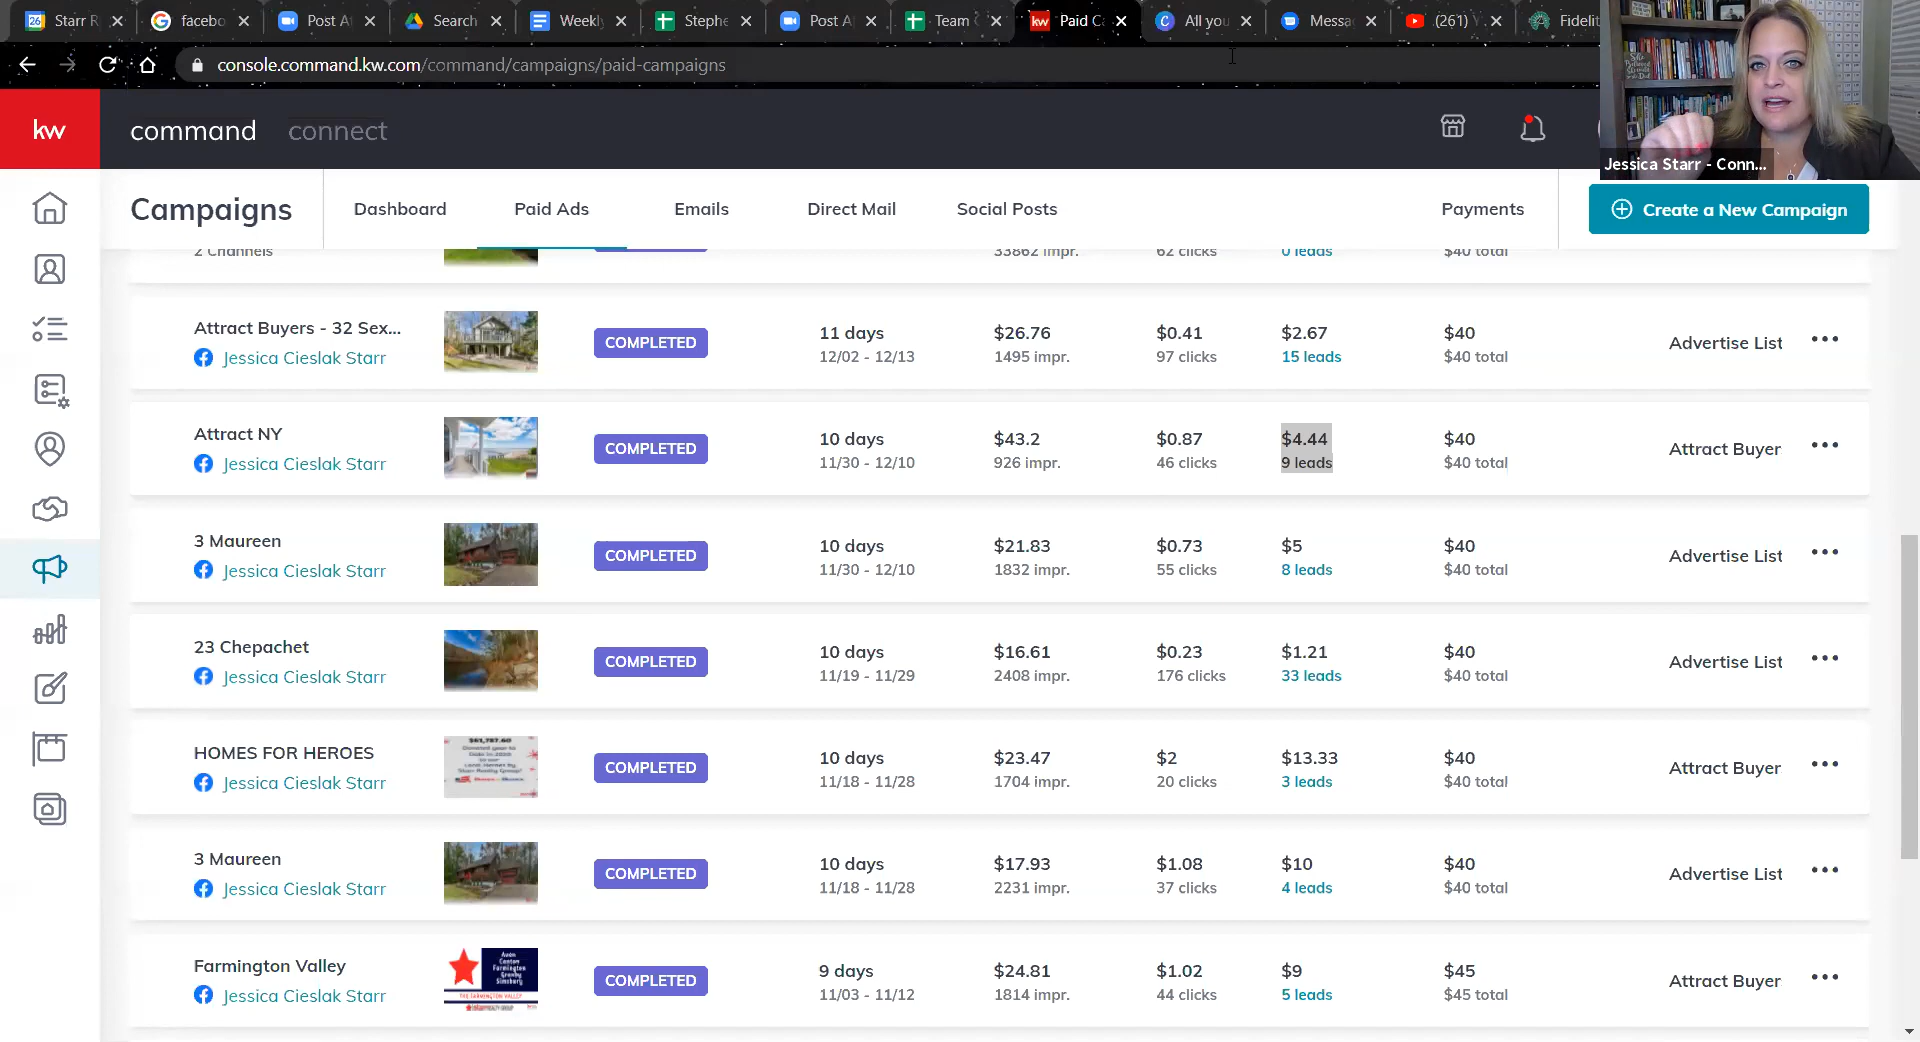 26 Starr R
facebo
Post A
Search
Weekl
Stephe
Post A
Team
kw Paid C
All you
Messa
(261) Y
Fidelit
console.command.kw.com/command/campaigns/paid-campaigns
kw
command connect
Jessica Starr - Conn...
Campaigns
Dashboard Paid Ads Emails Direct Mail Social Posts Payments
Create a New Campaign
2 Channels 33862 impr. 62 clicks 0 leads $40 total
Attract Buyers - 32 Sex... COMPLETED 11 days $26.76 $0.41 $2.67 $40 Advertise List
Jessica Cieslak Starr 12/02 - 12/13 1495 impr. 97 clicks 15 leads $40 total
Attract NY COMPLETED 10 days $43.2 $0.87 $4.44 $40 Attract Buyer
Jessica Cieslak Starr 11/30 - 12/10 926 impr. 46 clicks 9 leads $40 total
3 Maureen COMPLETED 10 days $21.83 $0.73 $5 $40 Advertise List
Jessica Cieslak Starr 11/30 - 12/10 1832 impr. 55 clicks 8 leads $40 total
23 Chepachet COMPLETED 10 days $16.61 $0.23 $1.21 $40 Advertise List
Jessica Cieslak Starr 11/19 - 11/29 2408 impr. 176 clicks 33 leads $40 total
HOMES FOR HEROES COMPLETED 10 days $23.47 $2 $13.33 $40 Attract Buyer
Jessica Cieslak Starr 11/18 - 11/28 1704 impr. 20 clicks 3 leads $40 total
3 Maureen COMPLETED 10 days $17.93 $1.08 $10 $40 Advertise List
Jessica Cieslak Starr 11/18 - 11/28 2231 impr. 37 clicks 4 leads $40 total
Farmington Valley COMPLETED 9 days $24.81 $1.02 $9 $45 Attract Buyer
Jessica Cieslak Starr 11/03 - 11/12 1814 impr. 44 clicks 5 leads $45 total
Avon
Canton
Farmington
Granby
Simsbury
THE FARMINGTON VALLEY